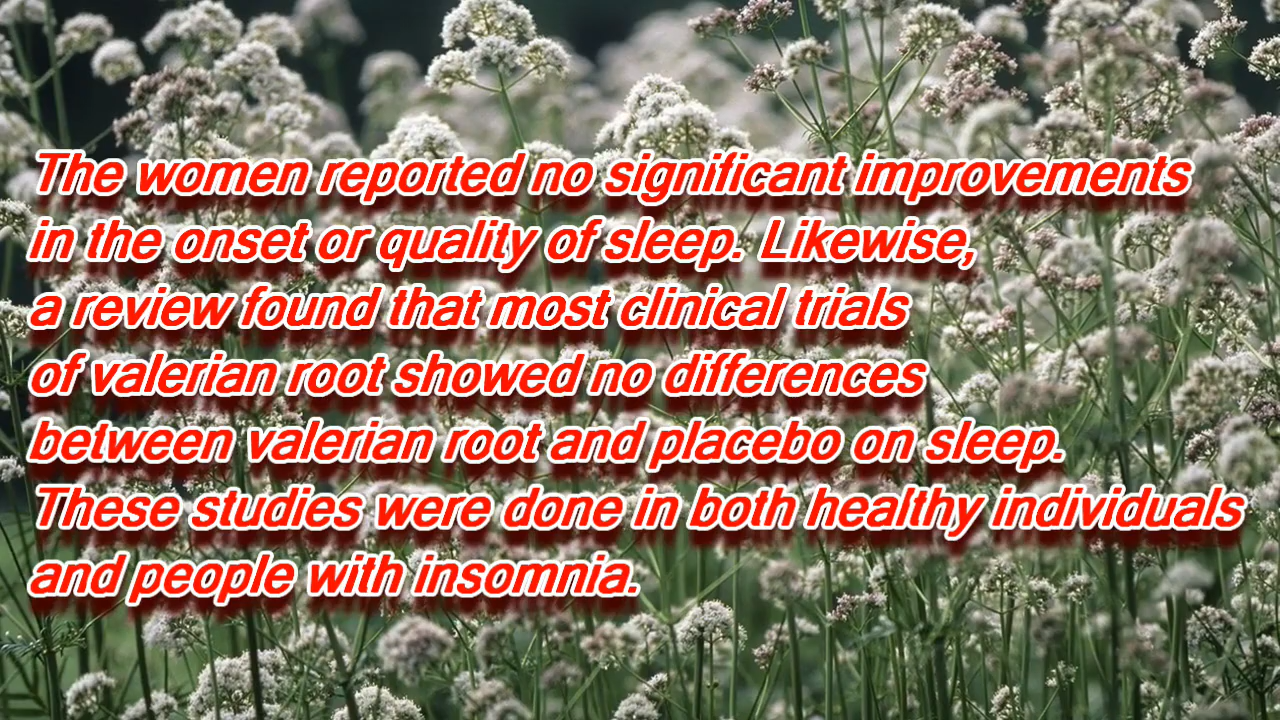 The women reported no significant improvements
in the onset or quality of sleep. Likewise,
a review found that most clinical trials
of valerian root showed no differences
between valerian root and placebo on sleep.
These studies were done in both healthy individuals
and people with insomnia.